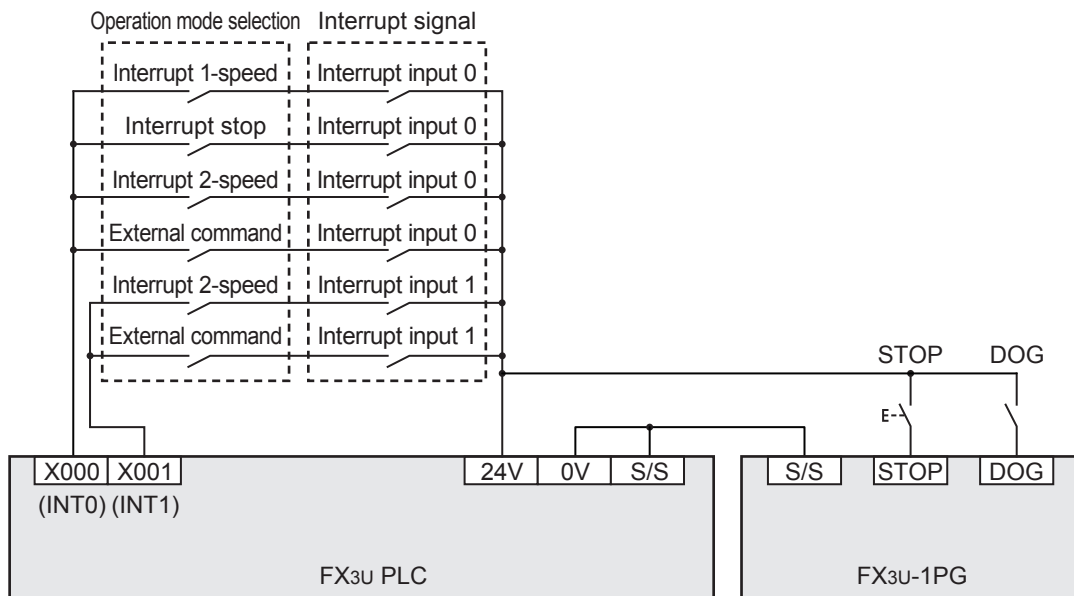 Operation mode selection Interrupt signal
Interrupt 1-speed Interrupt input 0
Interrupt stop Interrupt input 0
Interrupt 2-speed Interrupt input 0
External command Interrupt input 0
Interrupt 2-speed Interrupt input 1
External command Interrupt input 1
STOP DOG
E
X000 X001 24V 0V S/S S/S STOP DOG
(INT0) (INT1)
FX3U PLC FX3U-1PG